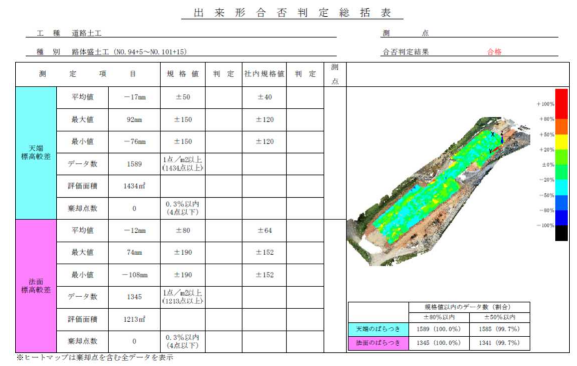 出来形合否判定総括表
工　種　道路土工　測　点
種　別　路体盛土工（NO.94+5～NO.101+15）　合否判定結果　合格
測　定　項　目　規格値　判定　社内規格値　判定　測点
天端標高較差
平均値　－17mm　±50　±40
最大値　92mm　±150　±120
最小値　－76mm　±150　±120
データ数　1589　1点／m2以上（1434点以上）
評価面積　1434㎡
棄却点数　0　0.3％以内（4点以下）
法面標高較差
平均値　－12mm　±80　±64
最大値　74mm　±190　±152
最小値　－108mm　±190　±152
データ数　1345　1点／m2以上（1213点以上）
評価面積　1213㎡
棄却点数　0　0.3％以内（4点以下）
+100%
+80%
+50%
+20%
±0%
-20%
-50%
-80%
-100%
規格値以内のデータ数（割合）
±80%以内　±50%以内
天端のばらつき　1589（100.0%）　1585（99.7%）
法面のばらつき　1345（100.0%）　1341（99.7%）
※ヒートマップは棄却点を含む全データを表示